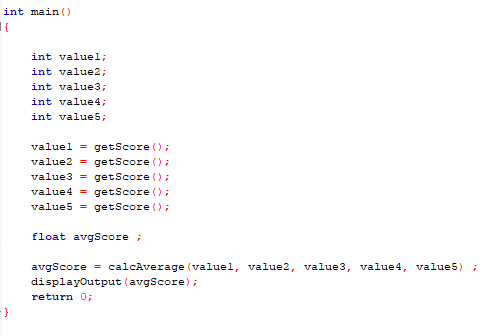 int main()
{
int value1;
int value2;
int value3;
int value4;
int value5;
value1 = getScore();
value2 = getScore();
value3 = getScore();
value4 = getScore();
value5 = getScore();
float avgScore ;
avgScore = calcAverage(value1, value2, value3, value4, value5) ;
displayOutput(avgScore);
return 0;
}